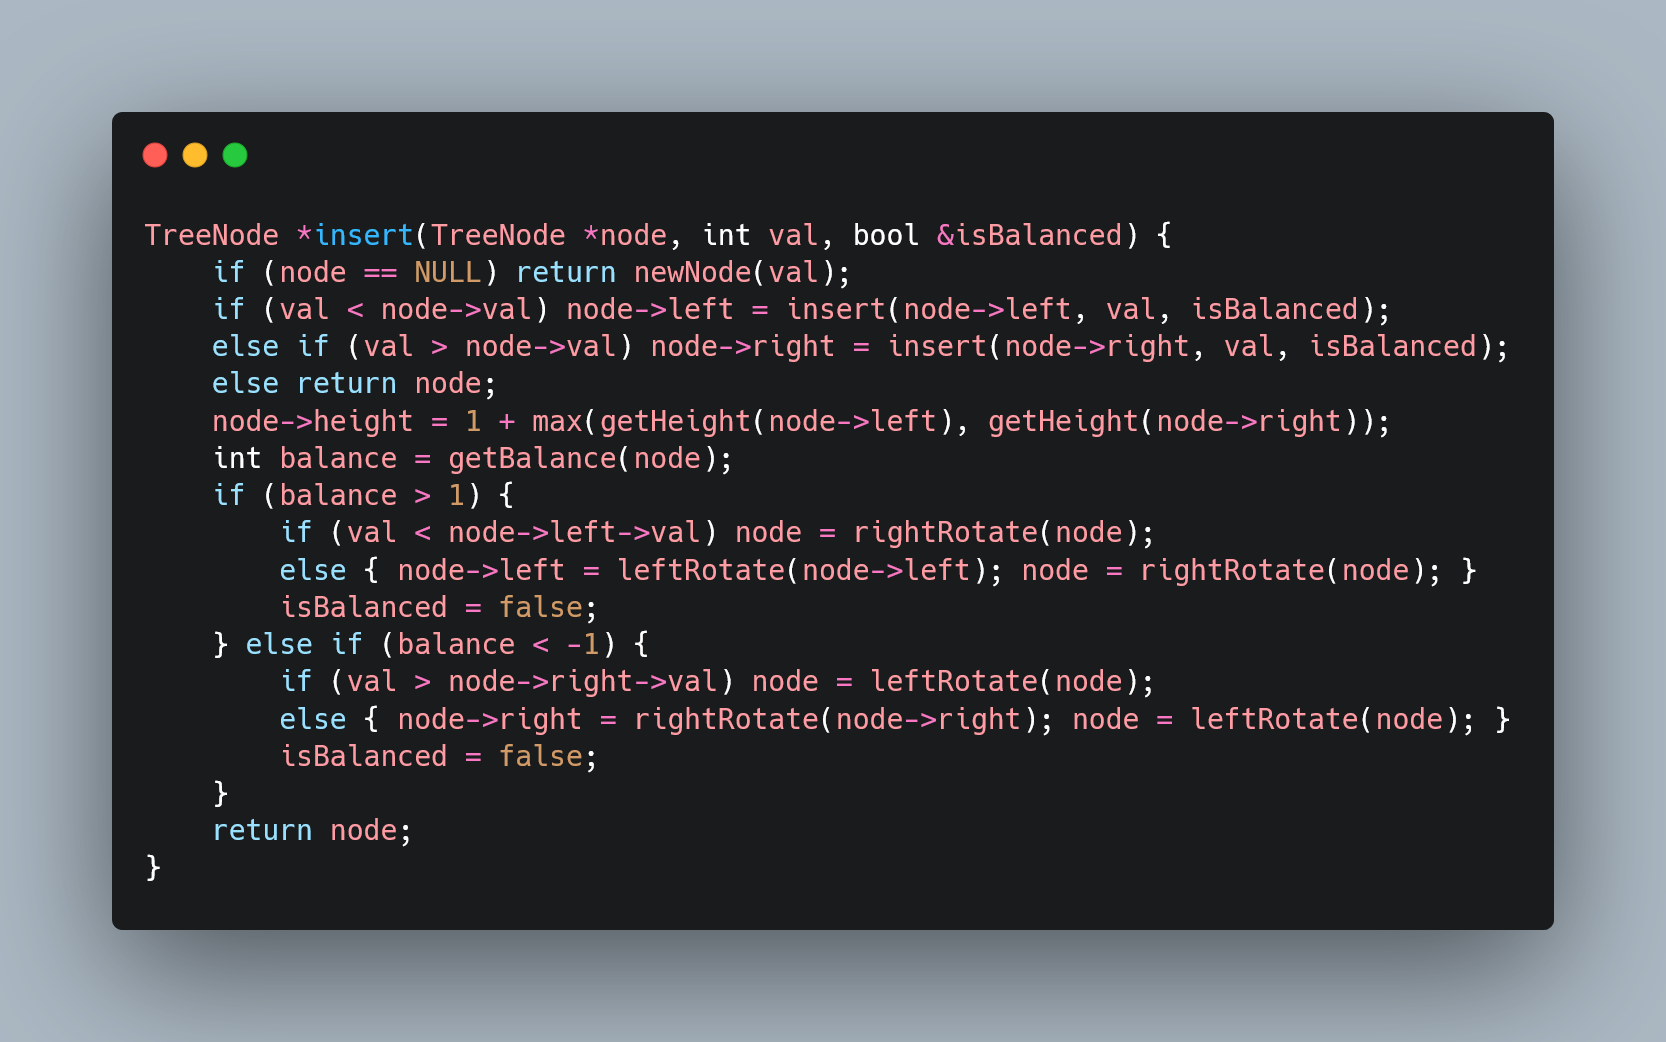 TreeNode *insert(TreeNode *node, int val, bool &isBalanced) {
    if (node == NULL) return newNode(val);
    if (val < node->val) node->left = insert(node->left, val, isBalanced);
    else if (val > node->val) node->right = insert(node->right, val, isBalanced);
    else return node;
    node->height = 1 + max(getHeight(node->left), getHeight(node->right));
    int balance = getBalance(node);
    if (balance > 1) {
        if (val < node->left->val) node = rightRotate(node);
        else { node->left = leftRotate(node->left); node = rightRotate(node); }
        isBalanced = false;
    } else if (balance < -1) {
        if (val > node->right->val) node = leftRotate(node);
        else { node->right = rightRotate(node->right); node = leftRotate(node); }
        isBalanced = false;
    }
    return node;
}